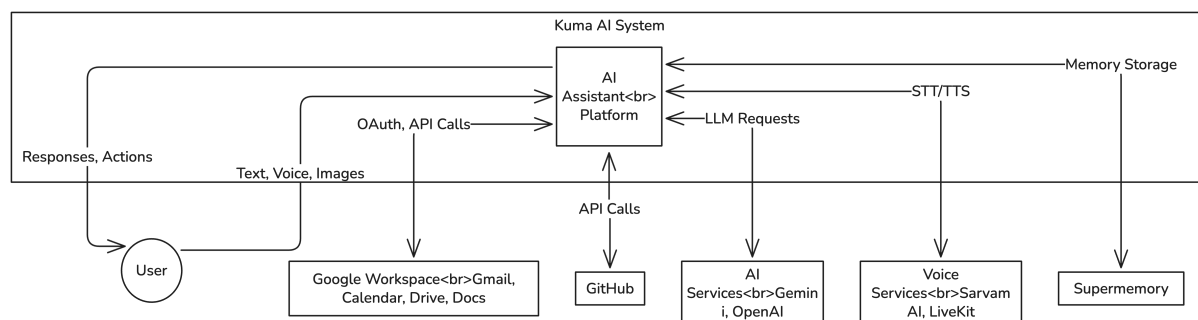 Kuma AI System
AI
Assistant<br>
Platform
Memory Storage
STT/TTS
LLM Requests
OAuth, API Calls
Responses, Actions
Text, Voice, Images
API Calls
User
Google Workspace<br>Gmail,
Calendar, Drive, Docs
GitHub
AI
Services<br>Gemin
i, OpenAI
Voice
Services<br>Sarvam
AI, LiveKit
Supermemory